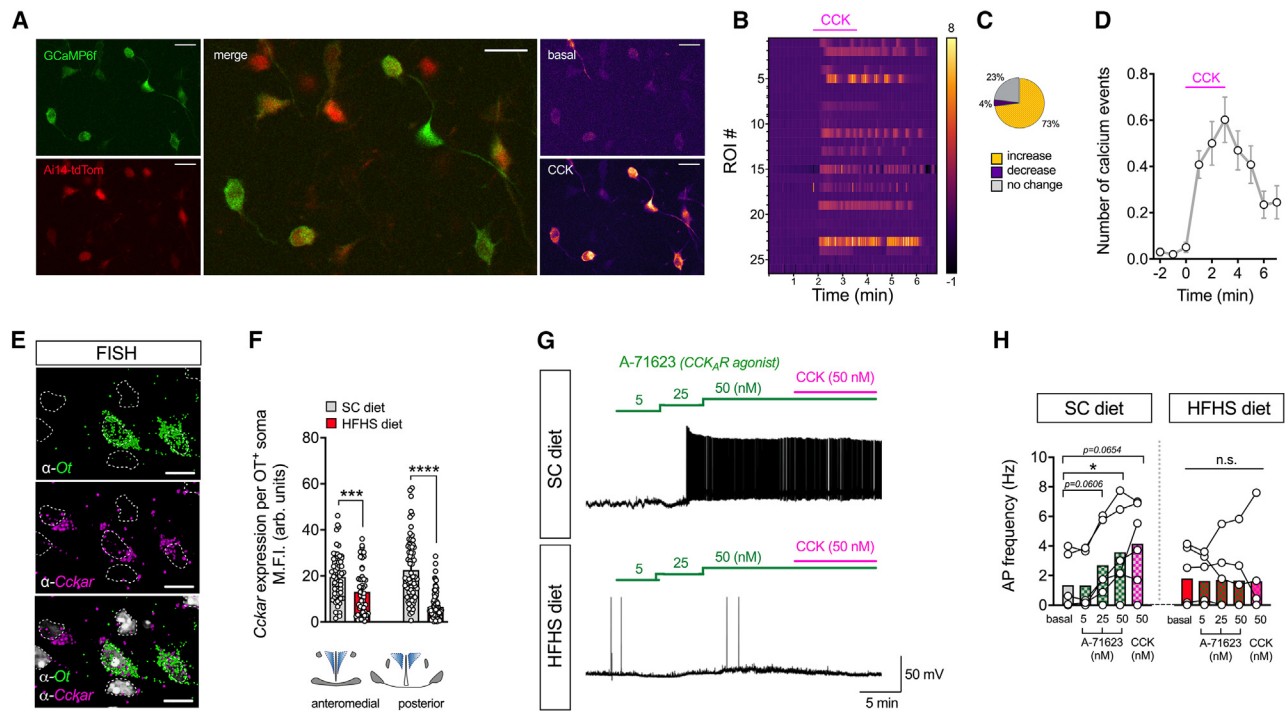 A
GCaMP6f
Ai14-tdTom
merge
basal
CCK
B
CCK
ROI #
5
10
15
20
25
1 2 3 4 5 6
Time (min)
8
-1
C
23%
4%
73%
increase
decrease
no change
D
CCK
Number of calcium events
0.8
0.6
0.4
0.2
0.0
-2 0 2 4 6
Time (min)
E
FISH
α-Ot
α-Cckar
α-Ot
α-Cckar
F
SC diet
HFHS diet
Cckar expression per OT+ soma
M.F.I. (arb. units)
80
60
40
20
0
***
****
anteromedial posterior
G
A-71623 (CCKAR agonist)
SC diet
5 25 50 (nM)
CCK (50 nM)
HFHS diet
5 25 50 (nM)
CCK (50 nM)
50 mV
5 min
H
SC diet HFHS diet
AP frequency (Hz)
10
8
6
4
2
0
p=0.0654
*
p=0.0606
n.s.
basal 5 25 50 50
A-71623
(nM)
CCK
(nM)
basal 5 25 50 50
A-71623
(nM)
CCK
(nM)